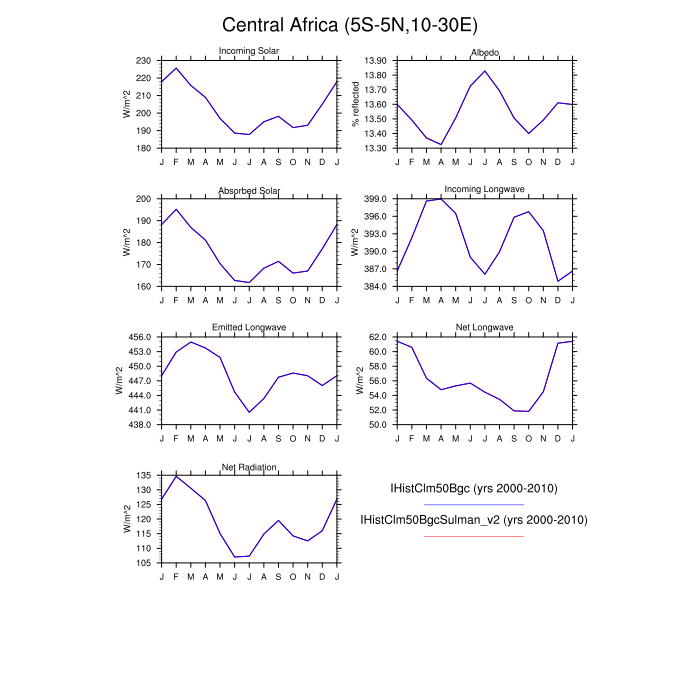 Central Africa (5S-5N,10-30E)
Incoming Solar
W/m^2
230
220
210
200
190
180
J F M A M J J A S O N D J
Albedo
% reflected
13.90
13.80
13.70
13.60
13.50
13.40
13.30
J F M A M J J A S O N D J
Absorbed Solar
W/m^2
200
190
180
170
160
J F M A M J J A S O N D J
Incoming Longwave
W/m^2
399.0
396.0
393.0
390.0
387.0
384.0
J F M A M J J A S O N D J
Emitted Longwave
W/m^2
456.0
453.0
450.0
447.0
444.0
441.0
438.0
J F M A M J J A S O N D J
Net Longwave
W/m^2
62.0
60.0
58.0
56.0
54.0
52.0
50.0
J F M A M J J A S O N D J
Net Radiation
W/m^2
135
130
125
120
115
110
105
J F M A M J J A S O N D J
IHistClm50Bgc (yrs 2000-2010)
IHistClm50BgcSulman_v2 (yrs 2000-2010)